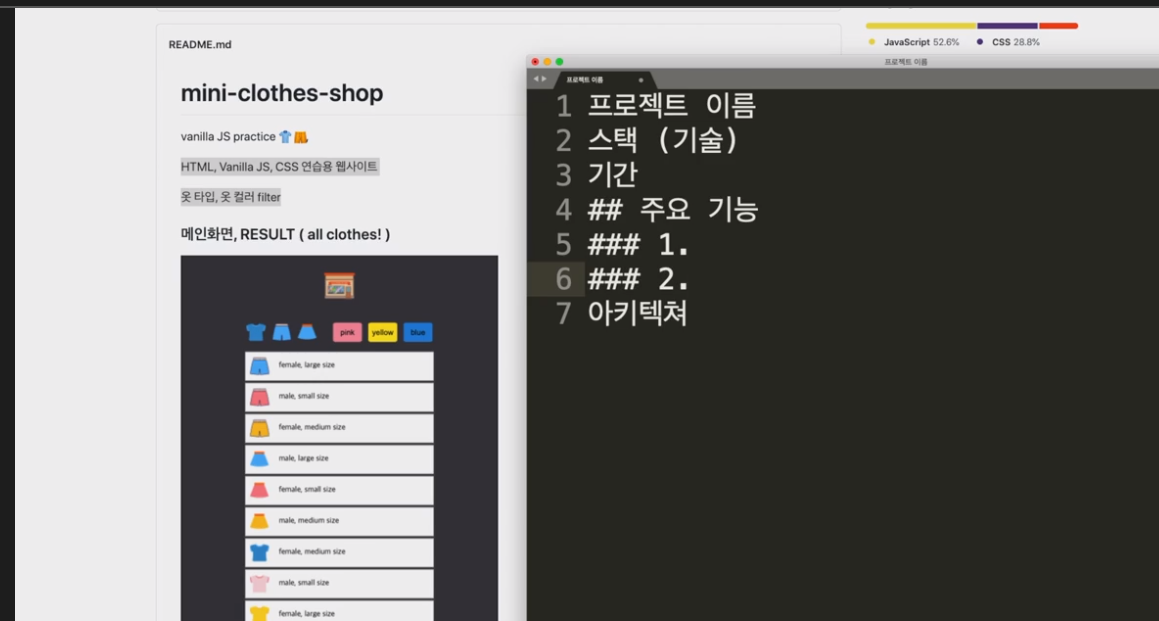 README.md
mini-clothes-shop
vanilla JS practice
HTML, Vanilla JS, CSS 연습용 웹사이트
옷 타입, 옷 컬러 filter
메인화면, RESULT ( all clothes! )
pink
yellow
blue
female, large size
male, small size
female, medium size
male, large size
female, small size
male, medium size
female, medium size
male, small size
female, large size
JavaScript 52.6%
CSS 28.8%
프로젝트 이름
프로젝트 이름
1 프로젝트 이름
2 스택 (기술)
3 기간
4 ## 주요 기능
5 ### 1.
6 ### 2.
7 아키텍쳐